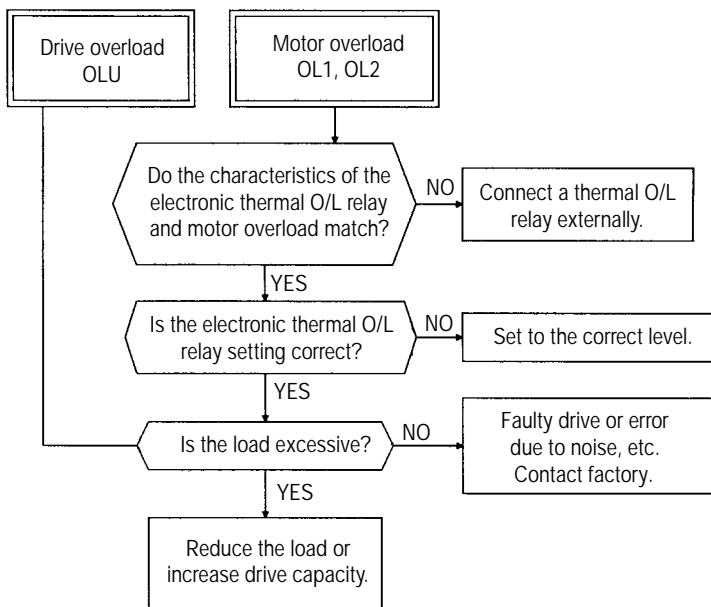 Drive overload
OLU
Motor overload
OL1, OL2
Do the characteristics of the
electronic thermal O/L relay
and motor overload match?
NO
Connect a thermal O/L
relay externally.
YES
Is the electronic thermal O/L
relay setting correct?
NO
Set to the correct level.
YES
Is the load excessive?
NO
Faulty drive or error
due to noise, etc.
Contact factory.
YES
Reduce the load or
increase drive capacity.